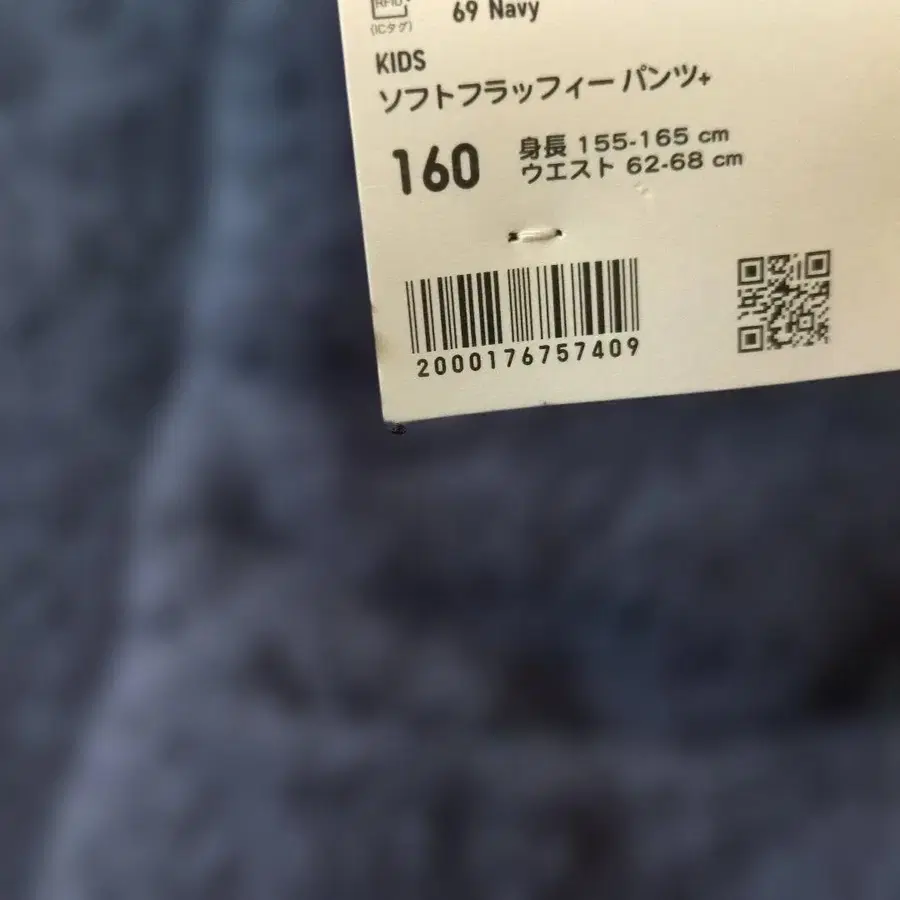 RFID
(ICタグ)
69 Navy
KIDS
ソフトフラッフィーパンツ+
160
身長 155-165 cm
ウエスト 62-68 cm
2000176757409